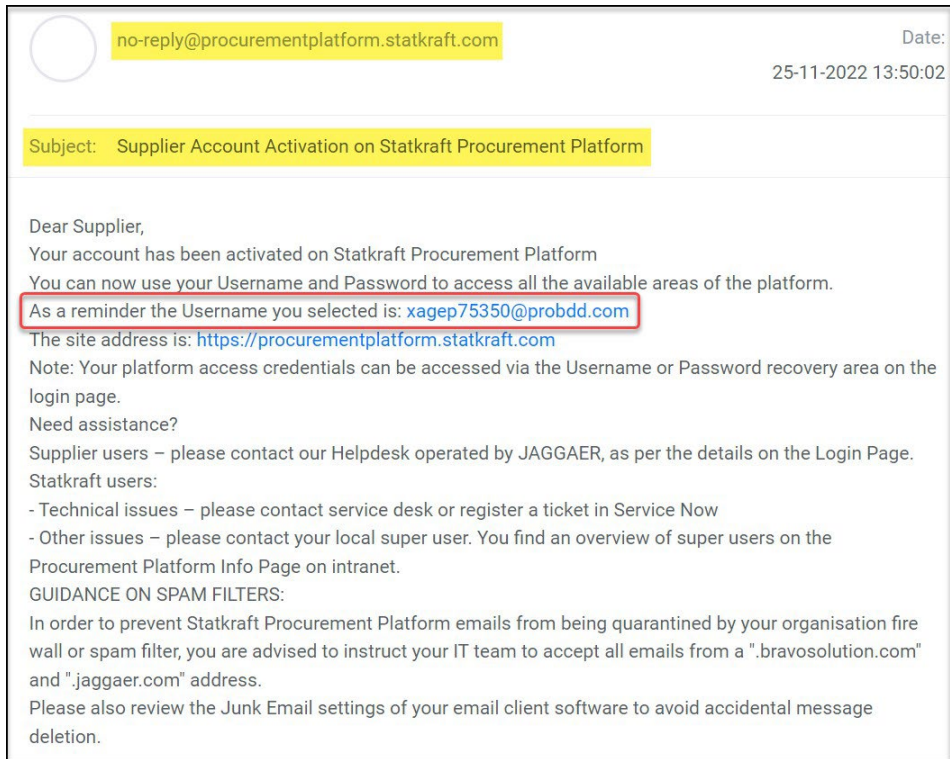 no-reply@procurementplatform.statkraft.com
Date:
25-11-2022 13:50:02
Subject: Supplier Account Activation on Statkraft Procurement Platform
Dear Supplier,
Your account has been activated on Statkraft Procurement Platform
You can now use your Username and Password to access all the available areas of the platform.
As a reminder the Username you selected is: xagep75350@probdd.com
The site address is: https://procurementplatform.statkraft.com
Note: Your platform access credentials can be accessed via the Username or Password recovery area on the
login page.
Need assistance?
Supplier users – please contact our Helpdesk operated by JAGGAER, as per the details on the Login Page.
Statkraft users:
- Technical issues – please contact service desk or register a ticket in Service Now
- Other issues – please contact your local super user. You find an overview of super users on the
Procurement Platform Info Page on intranet.
GUIDANCE ON SPAM FILTERS:
In order to prevent Statkraft Procurement Platform emails from being quarantined by your organisation fire
wall or spam filter, you are advised to instruct your IT team to accept all emails from a ".bravosolution.com"
and ".jaggaer.com" address.
Please also review the Junk Email settings of your email client software to avoid accidental message
deletion.